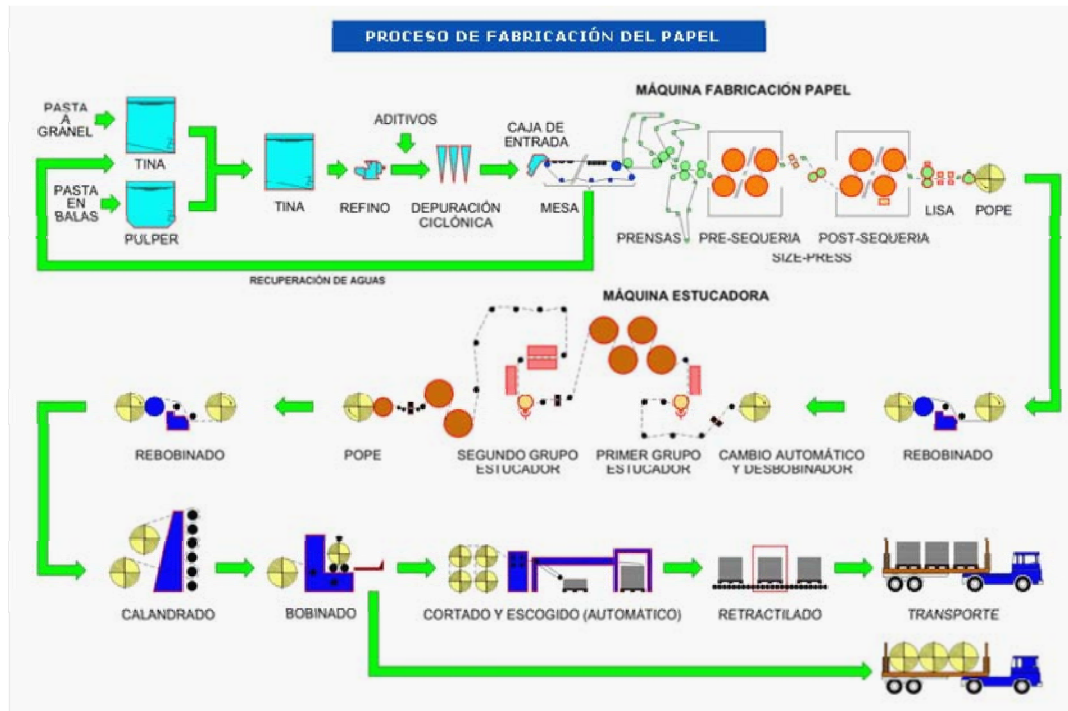 PROCESO DE FABRICACIÓN DEL PAPEL
MÁQUINA FABRICACIÓN PAPEL
PASTA
A
GRANEL
TINA
PASTA
EN
BALAS
PULPER
TINA
REFINO
ADITIVOS
DEPURACIÓN
CICLÓNICA
CAJA DE
ENTRADA
MESA
PRENSAS
PRE-SEQUERIA
SIZE-PRESS
POST-SEQUERIA
LISA
POPE
RECUPERACIÓN DE AGUAS
MÁQUINA ESTUCADORA
REBOBINADO
POPE
SEGUNDO GRUPO
ESTUCADOR
PRIMER GRUPO
ESTUCADOR
CAMBIO AUTOMÁTICO
Y DESBOBINADOR
REBOBINADO
CALANDRADO
BOBINADO
CORTADO Y ESCOGIDO (AUTOMÁTICO)
RETRACTILADO
TRANSPORTE